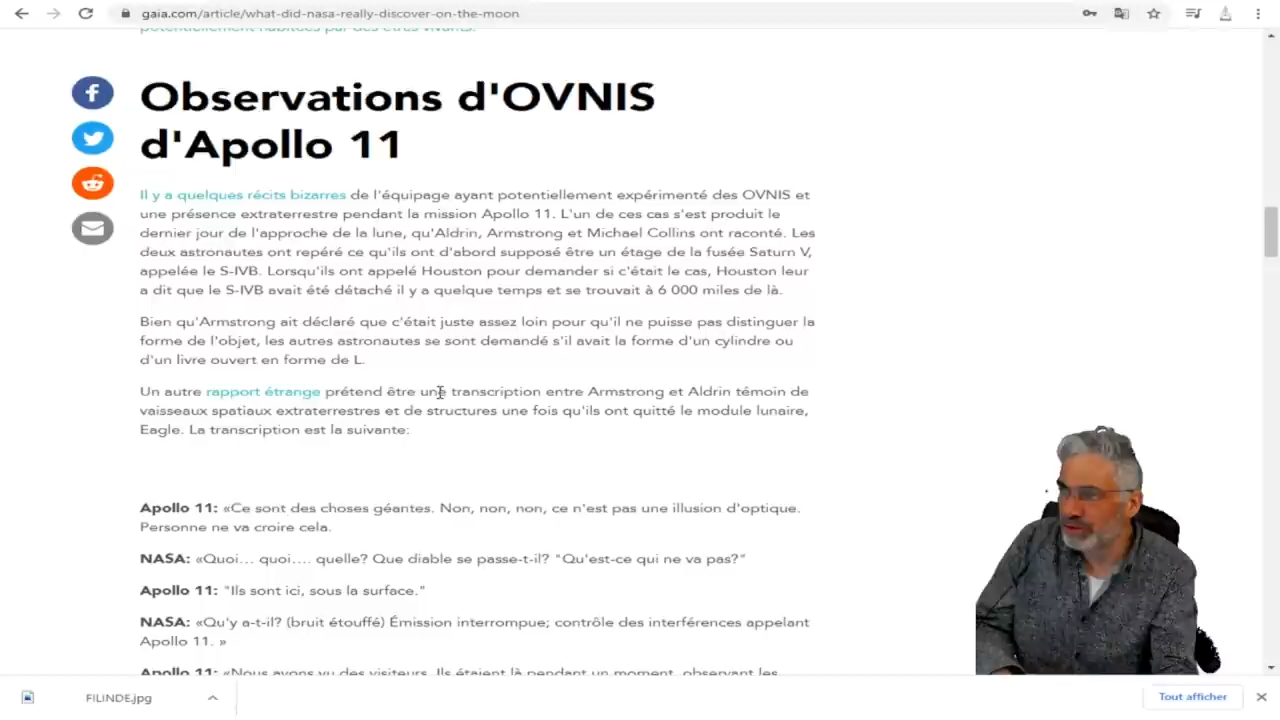 gaia.com/article/what-did-nasa-really-discover-on-the-moon
potentiellement habitées par des êtres vivants.
Observations d'OVNIS
d'Apollo 11
Il y a quelques récits bizarres de l'équipage ayant potentiellement expérimenté des OVNIS et
une présence extraterrestre pendant la mission Apollo 11. L'un de ces cas s'est produit le
dernier jour de l'approche de la lune, qu'Aldrin, Armstrong et Michael Collins ont raconté. Les
deux astronautes ont repéré ce qu'ils ont d'abord supposé être un étage de la fusée Saturn V,
appelée le S-IVB. Lorsqu'ils ont appelé Houston pour demander si c'était le cas, Houston leur
a dit que le S-IVB avait été détaché il y a quelque temps et se trouvait à 6 000 miles de là.
Bien qu'Armstrong ait déclaré que c'était juste assez loin pour qu'il ne puisse pas distinguer la
forme de l'objet, les autres astronautes se sont demandé s'il avait la forme d'un cylindre ou
d'un livre ouvert en forme de L.
Un autre rapport étrange prétend être une transcription entre Armstrong et Aldrin témoin de
vaisseaux spatiaux extraterrestres et de structures une fois qu'ils ont quitté le module lunaire,
Eagle. La transcription est la suivante:
Apollo 11: «Ce sont des choses géantes. Non, non, non, ce n'est pas une illusion d'optique.
Personne ne va croire cela.
NASA: «Quoi... quoi.... quelle? Que diable se passe-t-il? "Qu'est-ce qui ne va pas?"
Apollo 11: "Ils sont ici, sous la surface."
NASA: «Qu'y a-t-il? (bruit étouffé) Émission interrompue; contrôle des interférences appelant
Apollo 11. »
Apollo 11: «Nous avons vu des visiteurs. Ils étaient là pendant un moment, observant les
FILINDE.jpg
Tout afficher